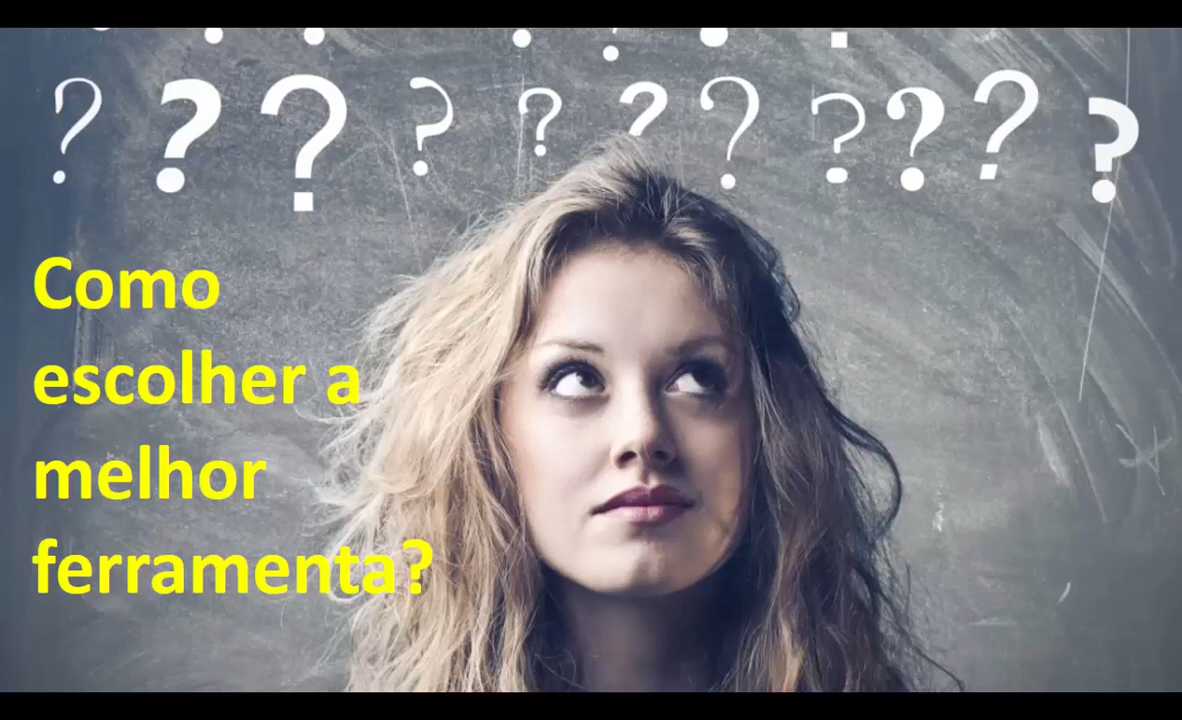 ? ? ? ? ? ? ? ? ? ? ?
Como
escolher a
melhor
ferramenta?